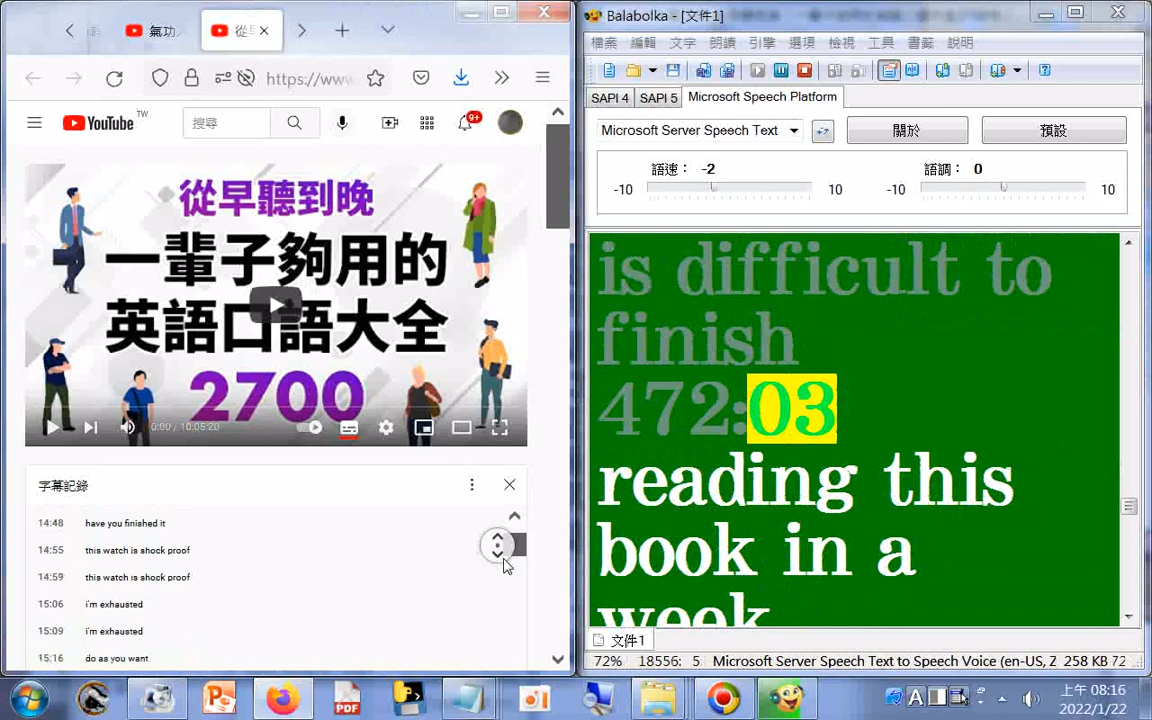 氣功
從
https://www
YouTube TW
搜尋
9+
從早聽到晚
一輩子夠用的
英語口語大全
2700
0:00 / 10:05:20
字幕記錄
14:48 have you finished it
14:55 this watch is shock proof
14:59 this watch is shock proof
15:06 i'm exhausted
15:09 i'm exhausted
15:16 do as you want
Balabolka - [文件1]
檔案 編輯 文字 朗讀 引擎 選項 檢視 工具 書籤 說明
SAPI 4 SAPI 5 Microsoft Speech Platform
Microsoft Server Speech Text 關於 預設
語速： -2 語調： 0
-10 10 -10 10
is difficult to
finish
472:03
reading this
book in a
week
文件1
72% 18556: 5 Microsoft Server Speech Text to Speech Voice (en-US, Z 258 KB 72
PDF
A
上午 08:16
2022/1/22